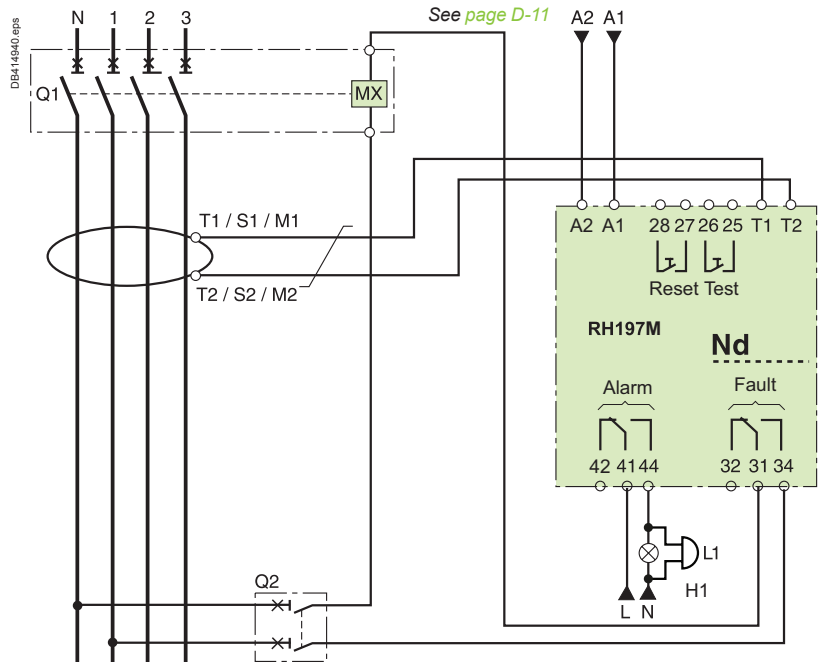 See page D-11
A2 A1
N 1 2 3
DB414940.eps
Q1
MX
T1 / S1 / M1
T2 / S2 / M2
A2 A1 28 27 26 25 T1 T2
Reset Test
RH197M
Nd
Alarm
Fault
42 41 44
32 31 34
L1
H1
L N
Q2